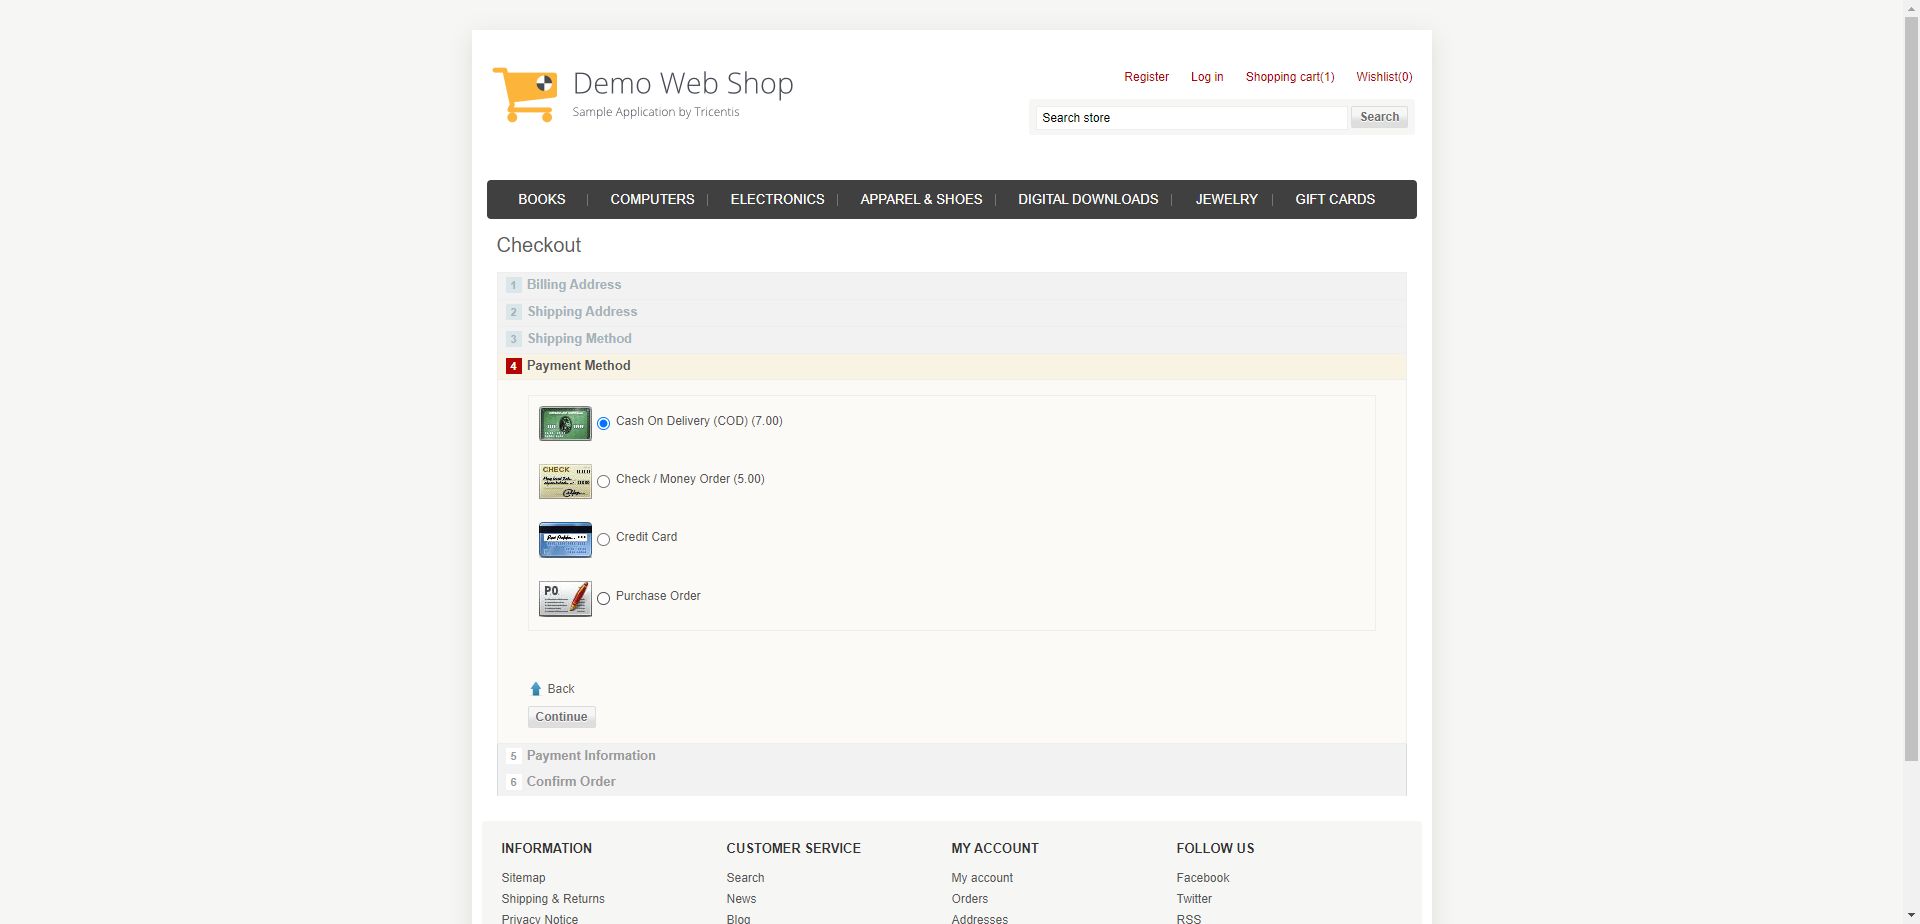 Demo Web Shop
Sample Application by Tricentis
Register
Log in
Shopping cart(1)
Wishlist(0)
Search store
Search
BOOKS
COMPUTERS
ELECTRONICS
APPAREL & SHOES
DIGITAL DOWNLOADS
JEWELRY
GIFT CARDS
Checkout
1 Billing Address
2 Shipping Address
3 Shipping Method
4 Payment Method
Cash On Delivery (COD) (7.00)
CHECK
Check / Money Order (5.00)
Credit Card
P.O.
Purchase Order
Back
Continue
5 Payment Information
6 Confirm Order
INFORMATION
CUSTOMER SERVICE
MY ACCOUNT
FOLLOW US
Sitemap
Search
My account
Facebook
Shipping & Returns
News
Orders
Twitter
Privacy Notice
Blog
Addresses
RSS